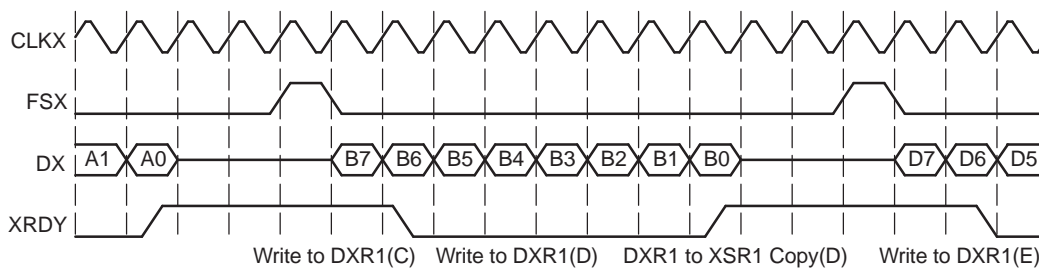 CLKX
FSX
DX A1 A0 B7 B6 B5 B4 B3 B2 B1 B0 D7 D6 D5
XRDY
Write to DXR1(C) Write to DXR1(D) DXR1 to XSR1 Copy(D) Write to DXR1(E)